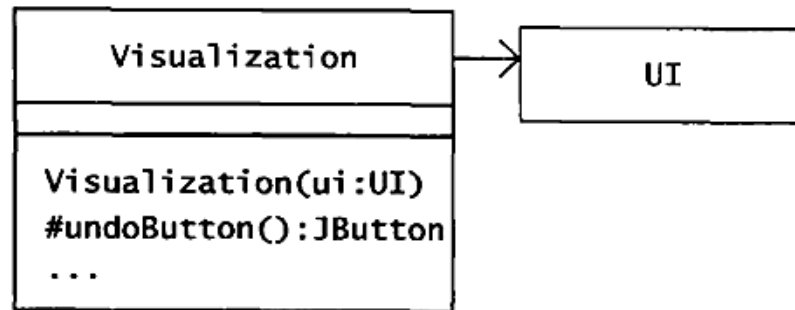 Visualization
UI
Visualization(ui:UI)
#undoButton():JButton
...